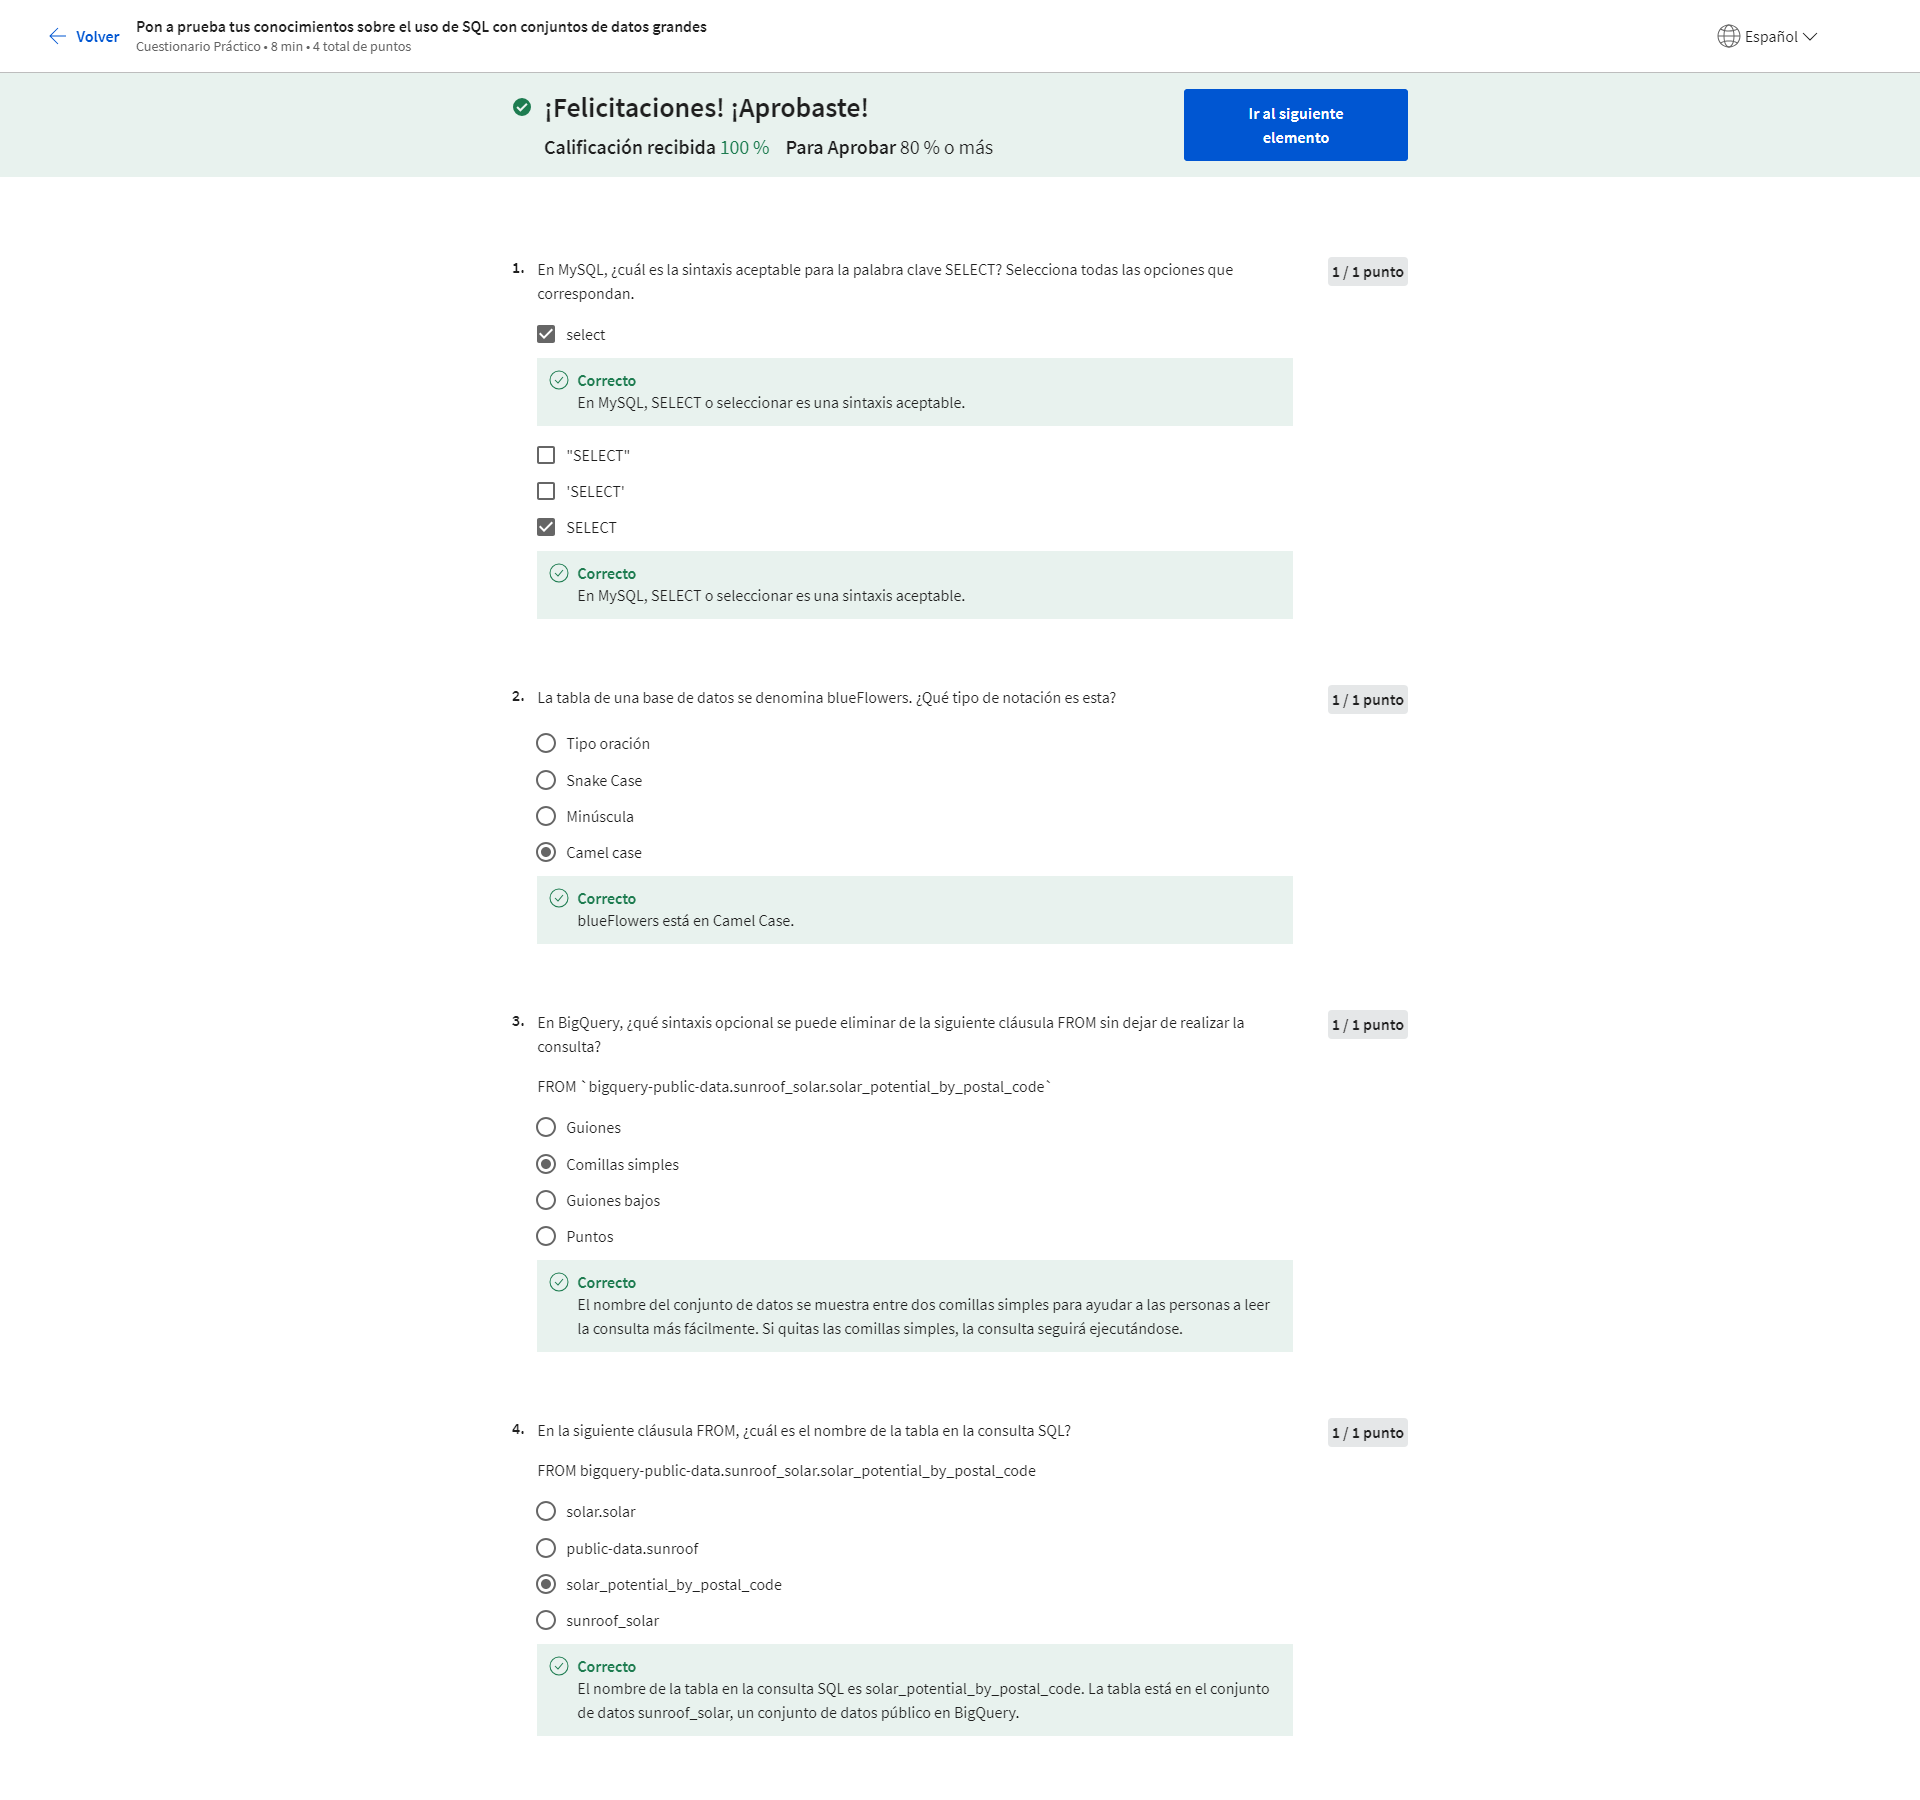 Volver
Pon a prueba tus conocimientos sobre el uso de SQL con conjuntos de datos grandes
Cuestionario Práctico • 8 min • 4 total de puntos
Español
¡Felicitaciones! ¡Aprobaste!
Calificación recibida 100 % Para Aprobar 80 % o más
Ir al siguiente
elemento
1. En MySQL, ¿cuál es la sintaxis aceptable para la palabra clave SELECT? Selecciona todas las opciones que
correspondan.
1 / 1 punto
select
Correcto
En MySQL, SELECT o seleccionar es una sintaxis aceptable.
"SELECT"
'SELECT'
SELECT
Correcto
En MySQL, SELECT o seleccionar es una sintaxis aceptable.
2. La tabla de una base de datos se denomina blueFlowers. ¿Qué tipo de notación es esta?
1 / 1 punto
Tipo oración
Snake Case
Minúscula
Camel case
Correcto
blueFlowers está en Camel Case.
3. En BigQuery, ¿qué sintaxis opcional se puede eliminar de la siguiente cláusula FROM sin dejar de realizar la
consulta?
1 / 1 punto
FROM `bigquery-public-data.sunroof_solar.solar_potential_by_postal_code`
Guiones
Comillas simples
Guiones bajos
Puntos
Correcto
El nombre del conjunto de datos se muestra entre dos comillas simples para ayudar a las personas a leer
la consulta más fácilmente. Si quitas las comillas simples, la consulta seguirá ejecutándose.
4. En la siguiente cláusula FROM, ¿cuál es el nombre de la tabla en la consulta SQL?
1 / 1 punto
FROM bigquery-public-data.sunroof_solar.solar_potential_by_postal_code
solar.solar
public-data.sunroof
solar_potential_by_postal_code
sunroof_solar
Correcto
El nombre de la tabla en la consulta SQL es solar_potential_by_postal_code. La tabla está en el conjunto
de datos sunroof_solar, un conjunto de datos público en BigQuery.